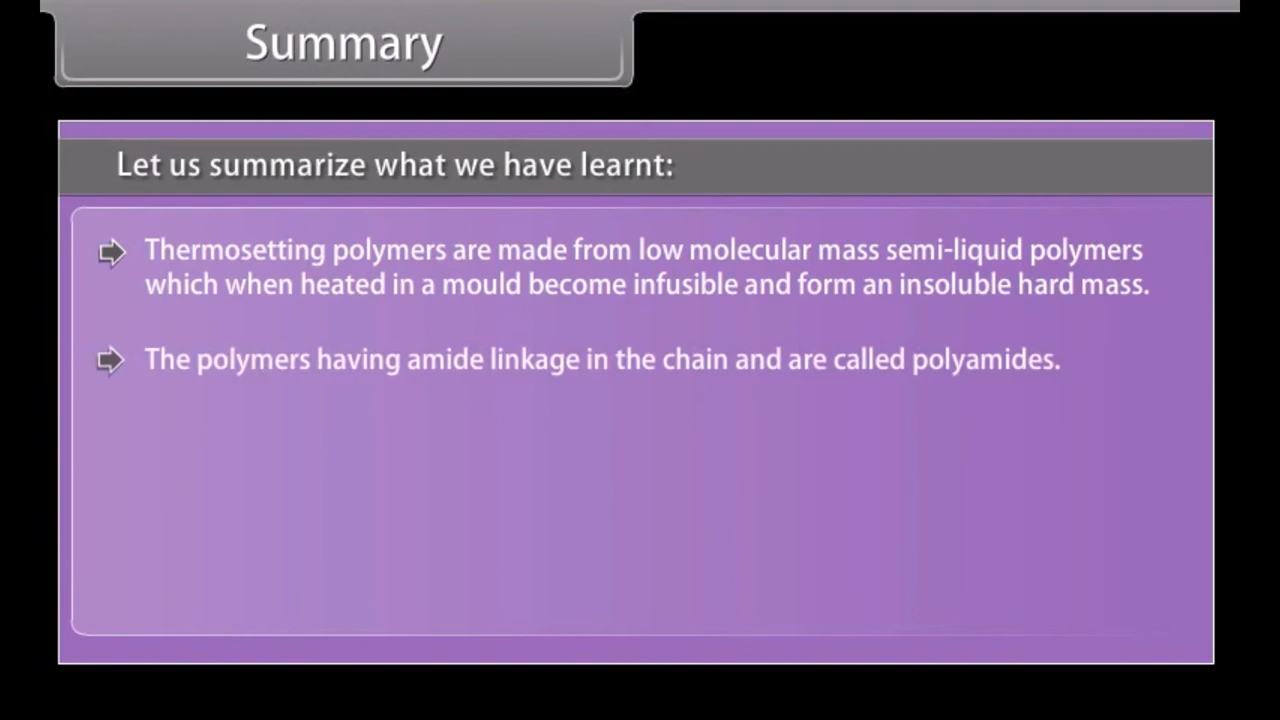 Summary
Let us summarize what we have learnt:
Thermosetting polymers are made from low molecular mass semi-liquid polymers
which when heated in a mould become infusible and form an insoluble hard mass.
The polymers having amide linkage in the chain and are called polyamides.